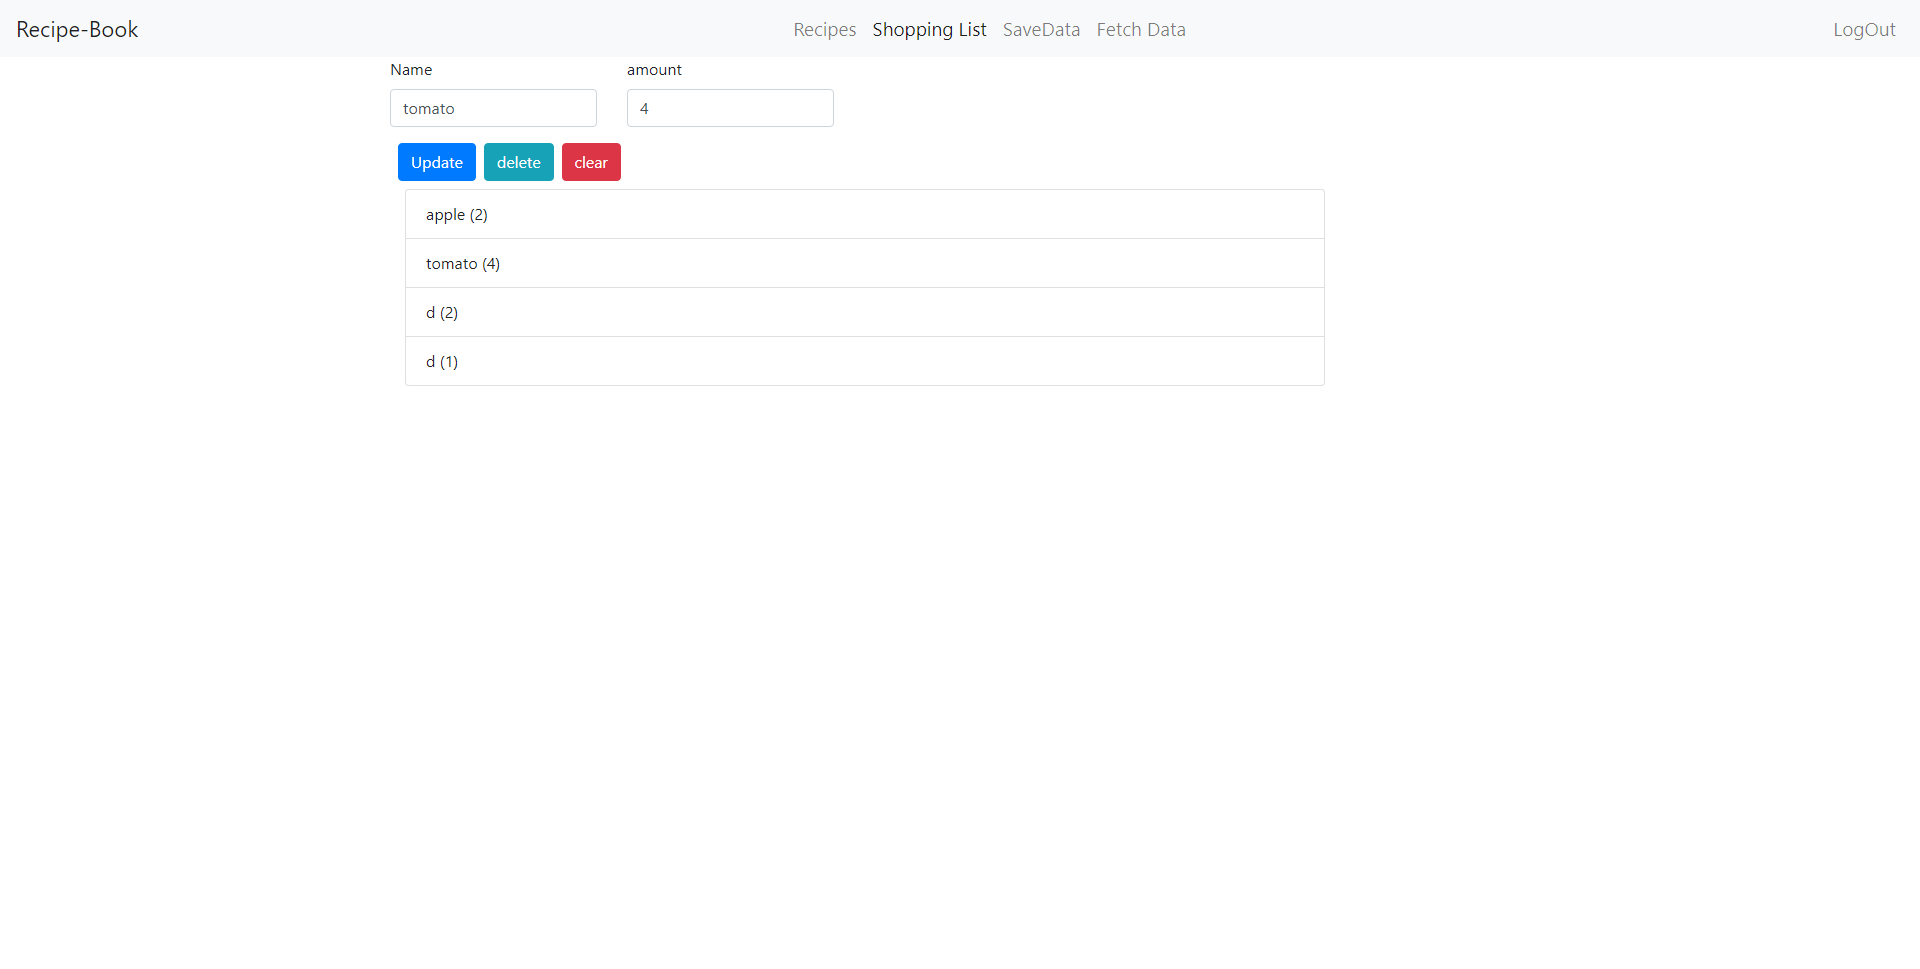 Recipe-Book Recipes Shopping List SaveData Fetch Data LogOut
Name amount
tomato 4
Update delete clear
apple (2)
tomato (4)
d (2)
d (1)